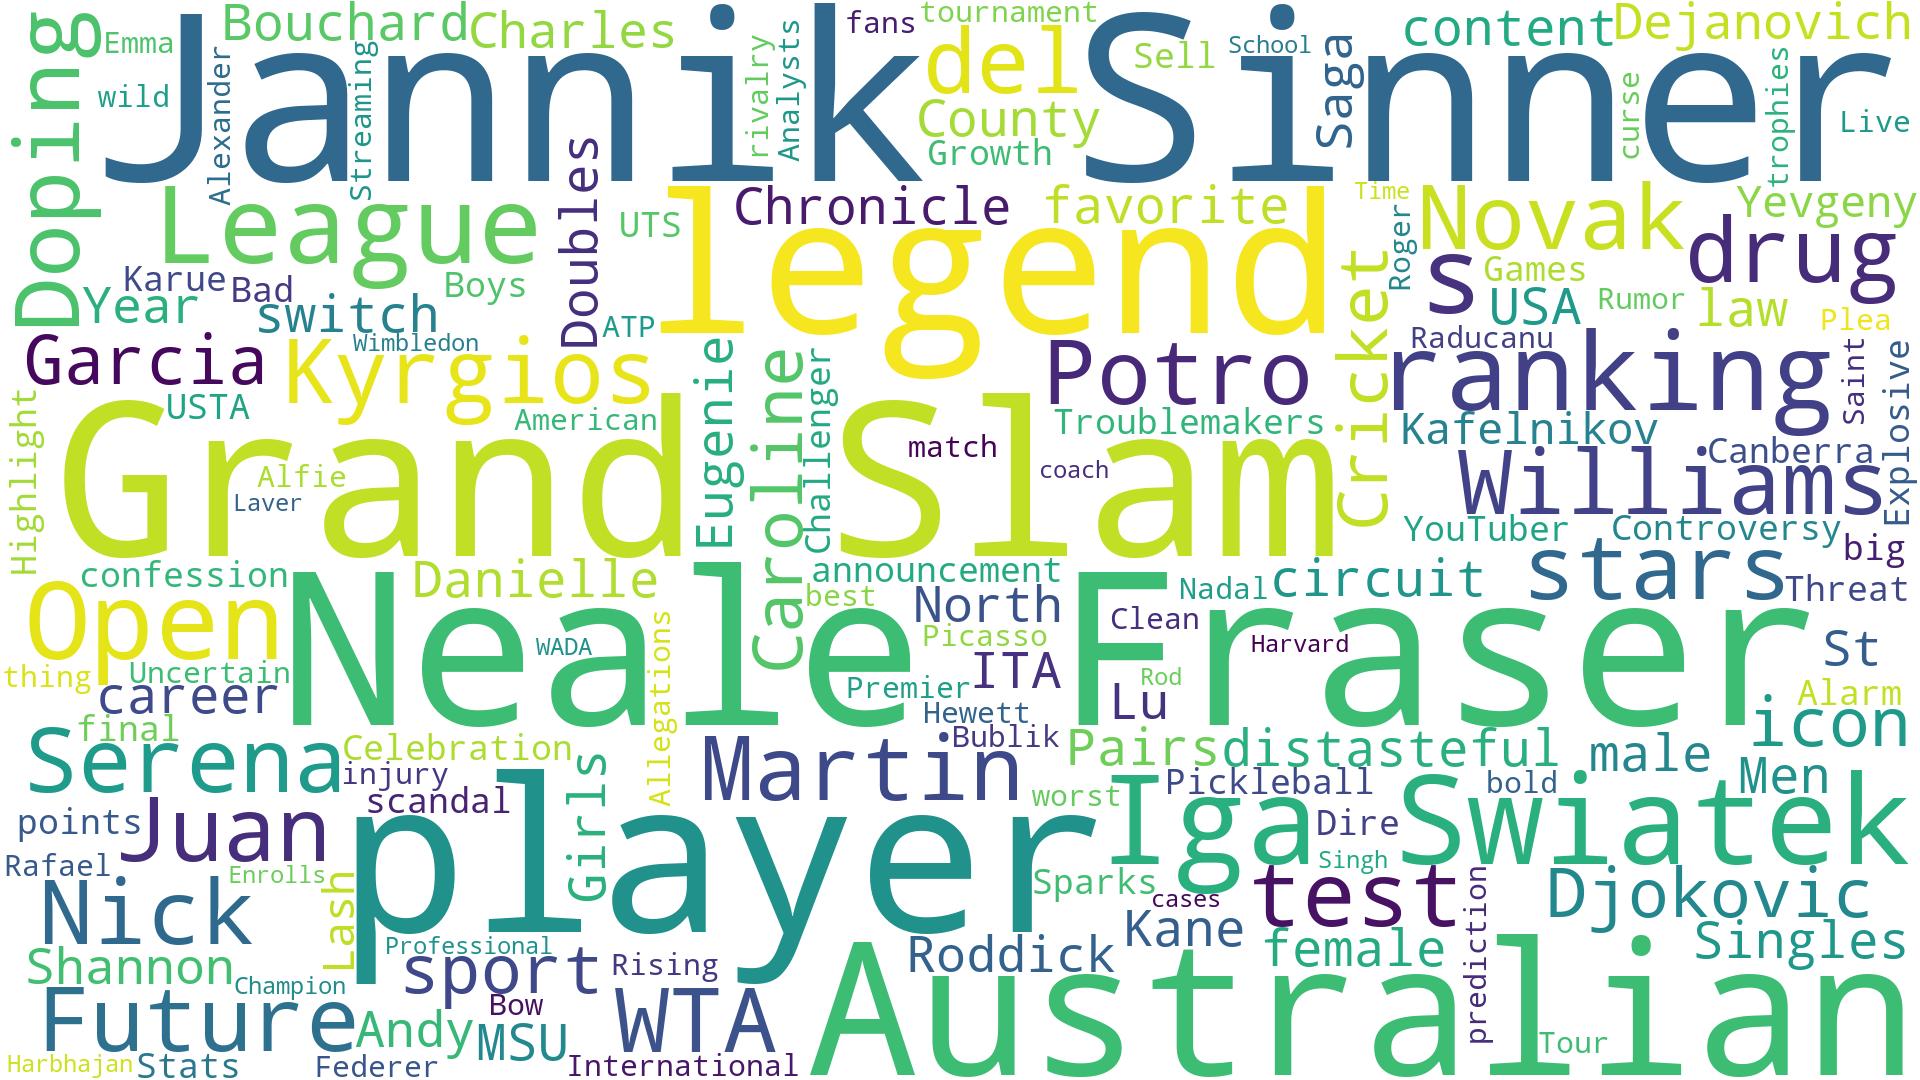 Jannik Sinner
Doping
Emma
Bouchard
Charles
fans
tournament
del
Sell
School
Saga
content
Dejanovich
wild
Alexander
Streaming
rivalry
Analysts
County
Growth
curse
trophies
Live
League
Doubles
UTS
Chronicle
legend
favorite
Time
Roger
Novak
Yevgeny
drug
Karue
Bad
Boys
Year
switch
ATP
Wimbledon
Cricket
s
Games
USA
Rumor
law
Plea
Garcia
Kyrgios
Eugenie
Caroline
Challenger
Potro
Raducanu
ranking
Saint
Explosive
Highlight
USTA
American
Grand Slam
match
Troublemakers
coach
Kafelnikov
Canberra
Williams
Alfie
Laver
YouTuber
Controversy
big
confession
Danielle
announcement
best
Nadal
circuit
stars
Threat
Open
Neale Fraser
WADA
Allegations
North
Picasso
Clean
Harvard
St
thing
Uncertain
career
Premier
ITA
Rod
Lu
Alarm
final
Hewett
icon
Serena
Celebration
injury
Girls
Martin
Bublik
Pairs
distasteful
male
Men
scandal
player
worst
Pickleball
bold
Iga Swiatek
points
Juan
Dire
Rafael
Enrolls
Lash
Singh
Sparks
cases
test
prediction
Djokovic
Nick
Kane
Professional
Roddick
female
Singles
Shannon
Champion
sport
Rising
Australian
Future
Andy
Bow
MSU
WTA
Tour
Harbhajan
Stats
Federer
International